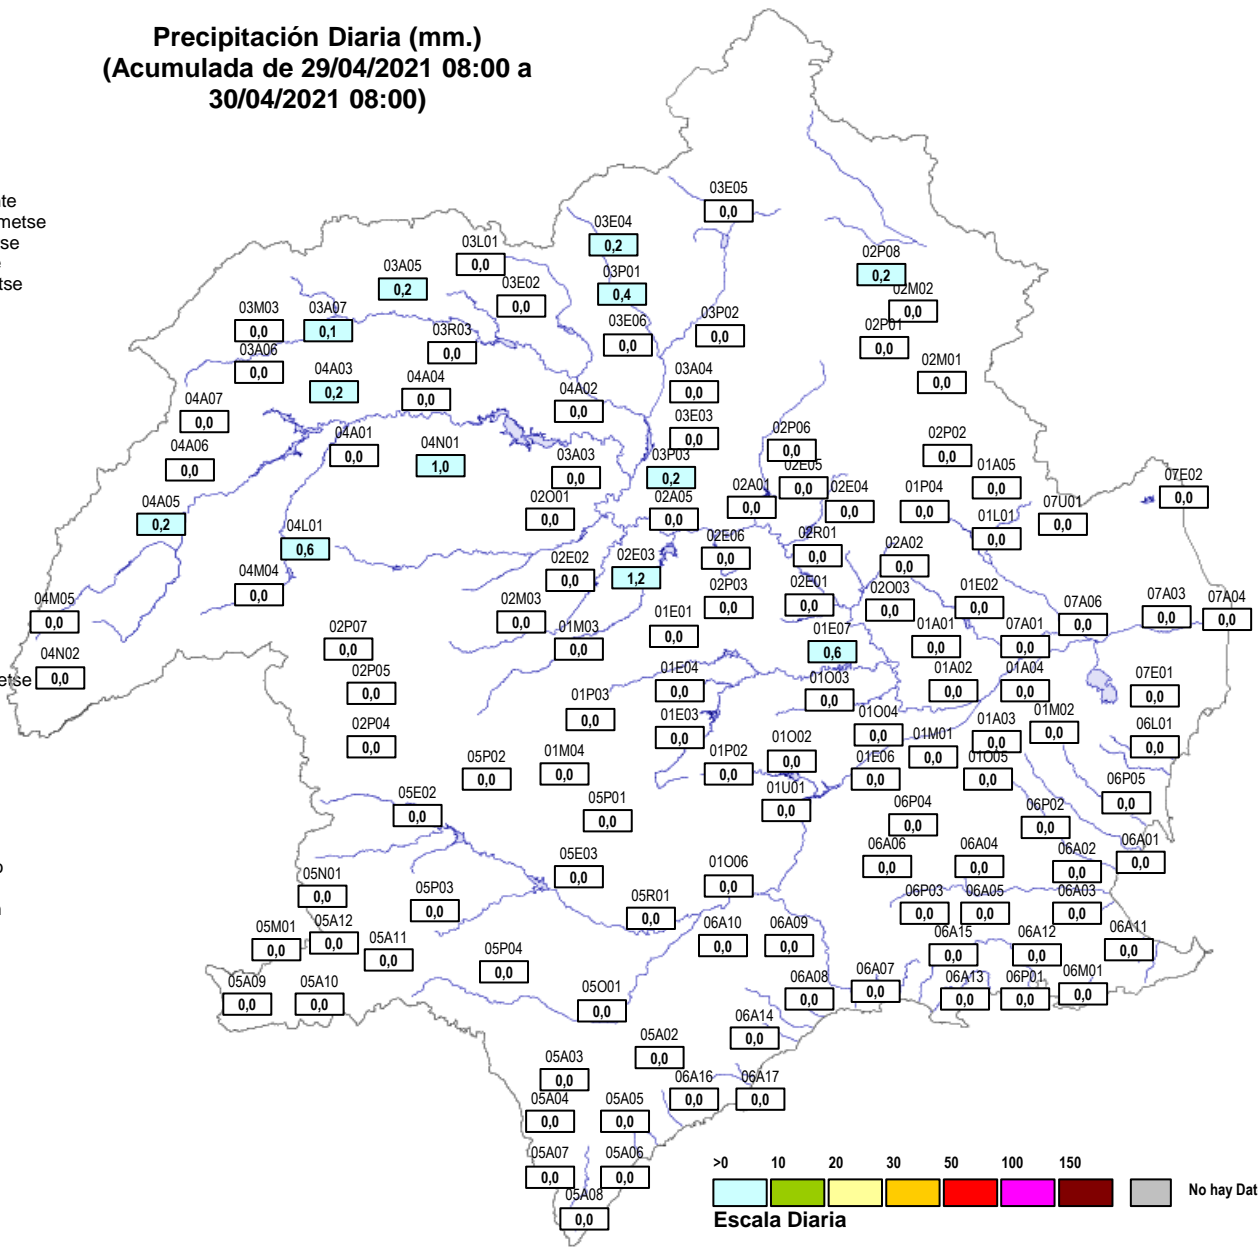 Precipitación Diaria (mm.)
(Acumulada de 29/04/2021 08:00 a
30/04/2021 08:00)
03E05
0,0
03E04
0,2
03L01
0,0
03A05
0,2
03P01
0,4
02P08
0,2
03E02
0,0
02M02
0,0
03M03
0,0
03A07
0,1
03E06
0,0
03P02
0,0
02P01
0,0
03R03
0,0
03A06
0,0
04A03
0,2
04A04
0,0
04A02
0,0
03A04
0,0
02M01
0,0
04A07
0,0
03E03
0,0
04A06
0,0
04A01
0,0
04N01
1,0
03A03
0,0
03P03
0,2
02P06
0,0
02P02
0,0
02E05
0,0
01A05
0,0
07E02
0,0
04A05
0,2
02O01
0,0
02A05
0,0
02A01
0,0
02E04
0,0
01P04
0,0
07U01
0,0
01L01
0,0
04L01
0,6
02E06
0,0
02R01
0,0
02A02
0,0
04M04
0,0
02E02
0,0
02E03
1,2
02P03
0,0
02E01
0,0
02O03
0,0
01E02
0,0
07A03
0,0
07A04
0,0
04M05
0,0
02M03
0,0
01M03
0,0
01E01
0,0
07A06
0,0
02P07
0,0
01E07
0,6
01A01
0,0
07A01
0,0
etse
04N02
0,0
02P05
0,0
01E04
0,0
01O03
0,0
01A02
0,0
01A04
0,0
07E01
0,0
01P03
0,0
01E03
0,0
01O04
0,0
01A03
0,0
01M02
0,0
06L01
0,0
02P04
0,0
01M01
0,0
05P02
0,0
01M04
0,0
01P02
0,0
01O02
0,0
01E06
0,0
01O05
0,0
05E02
0,0
05P01
0,0
01U01
0,0
06P04
0,0
06P02
0,0
06P05
0,0
05E03
0,0
01O06
0,0
06A06
0,0
06A04
0,0
06A02
0,0
06A01
0,0
05N01
0,0
05P03
0,0
05R01
0,0
06P03
0,0
06A05
0,0
06A03
0,0
05M01
0,0
05A12
0,0
05A11
0,0
05P04
0,0
06A10
0,0
06A09
0,0
06A15
0,0
06A12
0,0
06A11
0,0
05A09
0,0
05A10
0,0
05O01
0,0
06A08
0,0
06A07
0,0
06A13
0,0
06P01
0,0
06M01
0,0
05A02
0,0
06A14
0,0
05A03
0,0
06A16
0,0
06A17
0,0
05A04
0,0
05A05
0,0
05A07
0,0
05A06
0,0
05A08
0,0
>0 10 20 30 50 100 150
No hay Dat
Escala Diaria